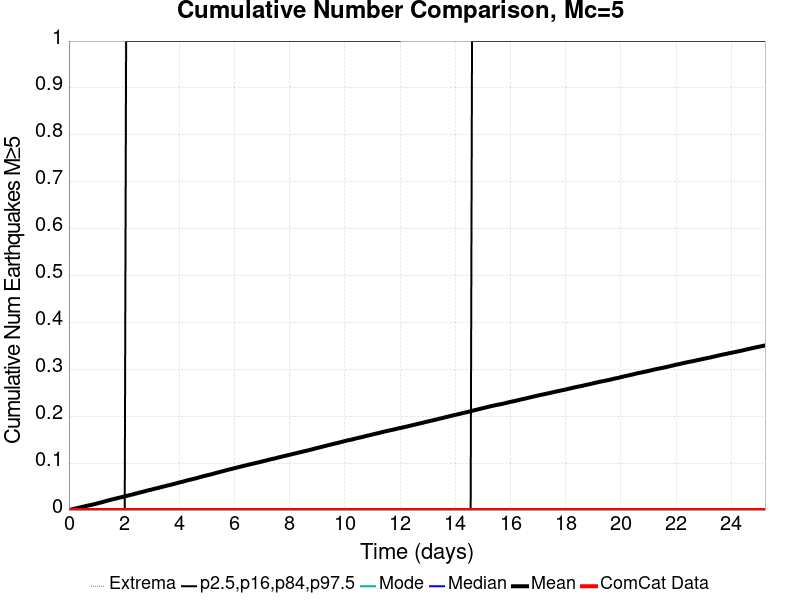 Cumulative Number Comparison, Mc=5
Cumulative Num Earthquakes M≥5
1
0.9
0.8
0.7
0.6
0.5
0.4
0.3
0.2
0.1
0
0 2 4 6 8 10 12 14 16 18 20 22 24
Time (days)
Extrema p2.5,p16,p84,p97.5 Mode Median Mean ComCat Data